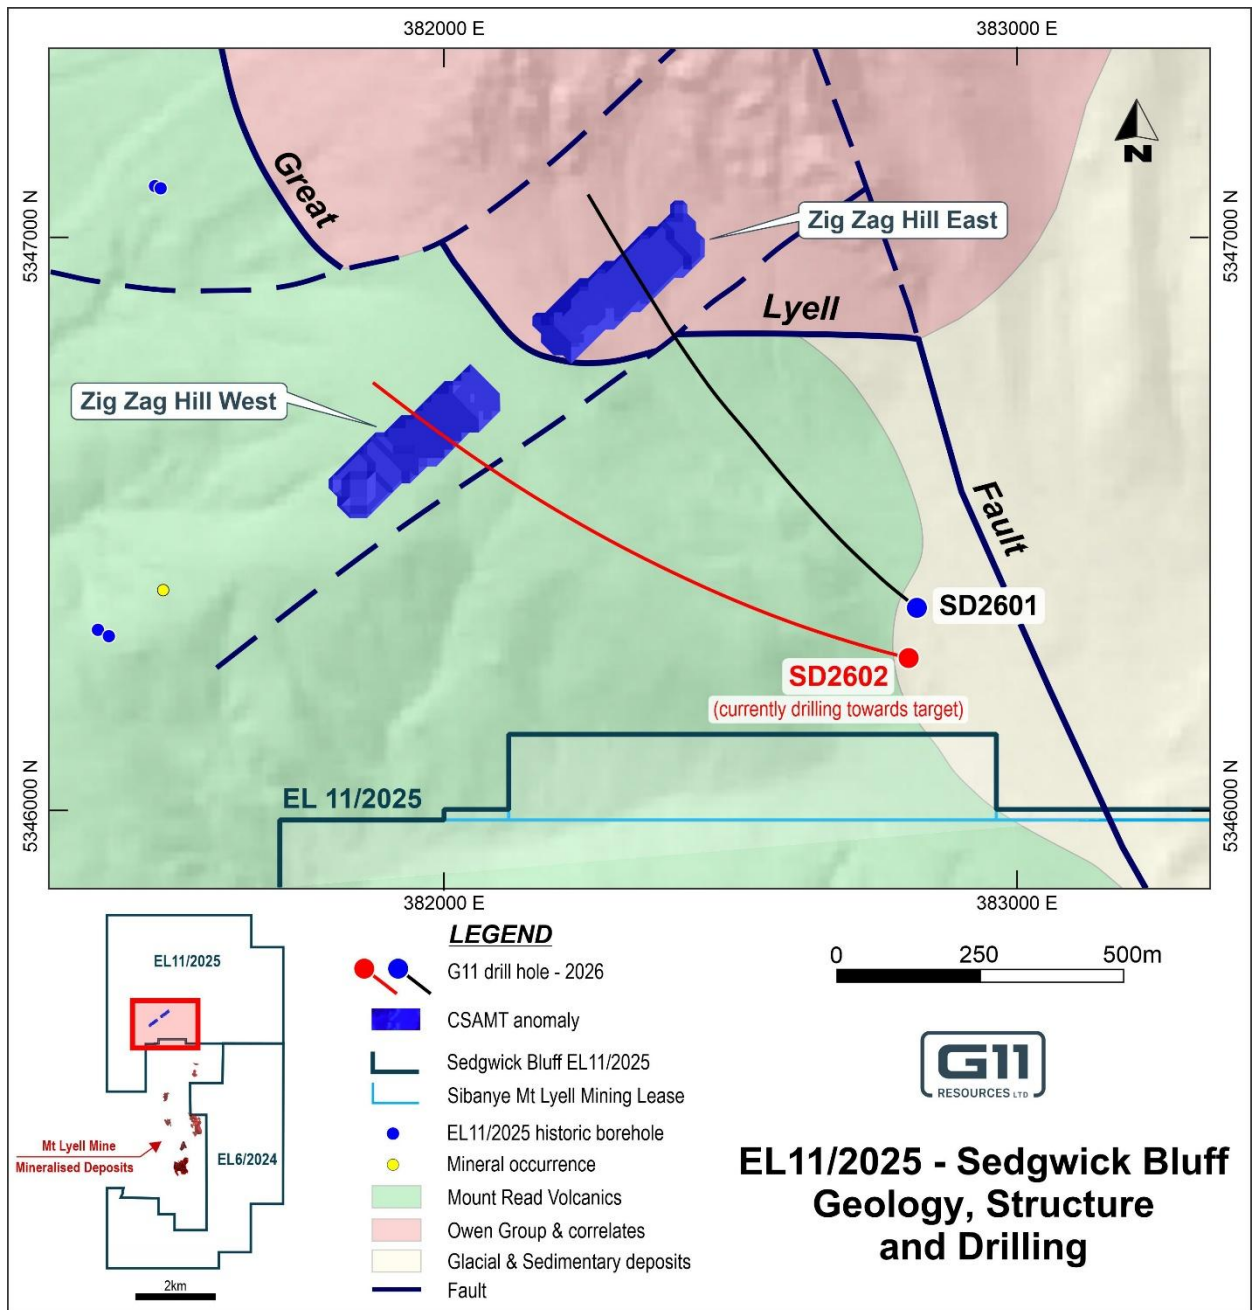 382000 E
383000 E
N
Great
5347000 N
5347000 N
Zig Zag Hill East
Lyell
Zig Zag Hill West
Fault
SD2601
SD2602
(currently drilling towards target)
EL 11/2025
5346000 N
5346000 N
382000 E
383000 E
EL11/2025
Mt Lyell Mine
Mineralised Deposits
EL6/2024
2km
LEGEND
G11 drill hole - 2026
CSAMT anomaly
Sedgwick Bluff EL11/2025
Sibanye Mt Lyell Mining Lease
EL11/2025 historic borehole
Mineral occurrence
Mount Read Volcanics
Owen Group & correlates
Glacial & Sedimentary deposits
Fault
0 250 500m
G11
RESOURCES LTD
EL11/2025 - Sedgwick Bluff
Geology, Structure
and Drilling